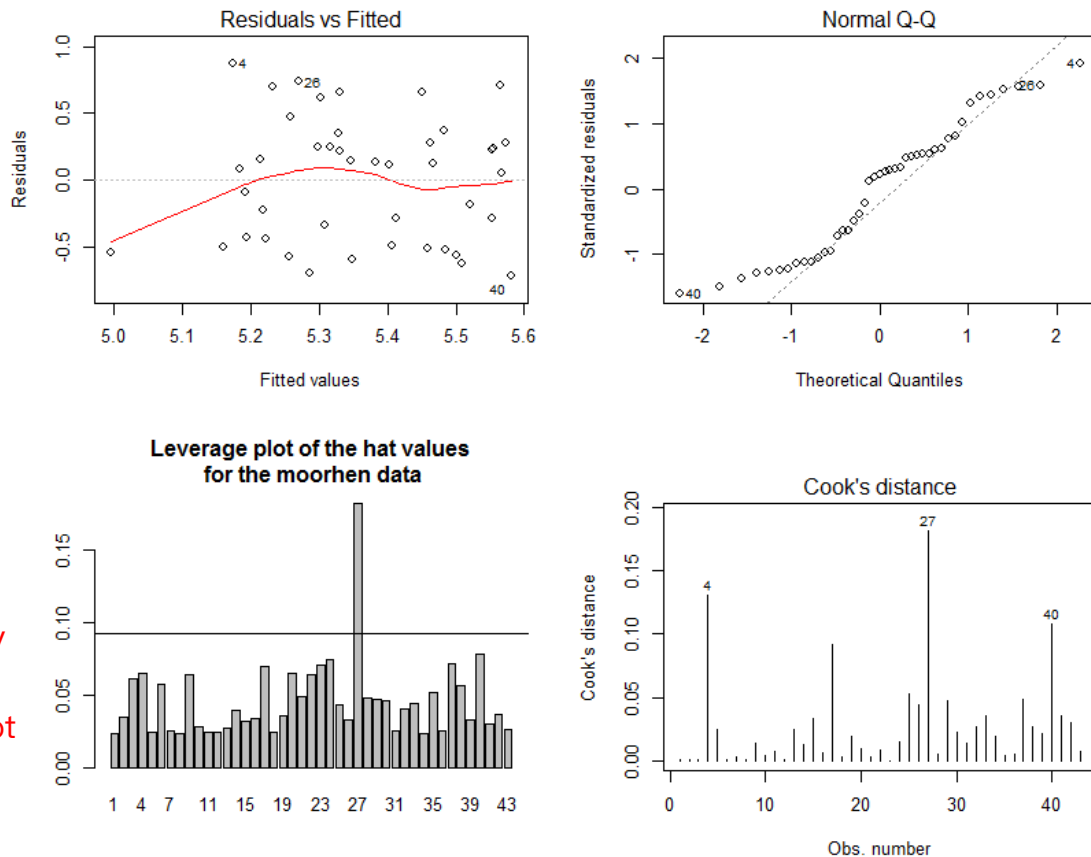 Residuals vs Fitted
1.0
0.5
0.0
-0.5
Residuals
4
26
40
5.0 5.1 5.2 5.3 5.4 5.5 5.6
Fitted values
Normal Q-Q
2
1
0
-1
Standardized residuals
4
26
40
-2 -1 0 1 2
Theoretical Quantiles
Leverage plot of the hat values
for the moorhen data
0.15
0.10
0.05
0.00
1 4 7 11 15 19 23 27 31 35 39 43
Cook's distance
0.20
0.15
0.10
0.05
0.00
Cook's distance
4
27
40
0 10 20 30 40
Obs. number